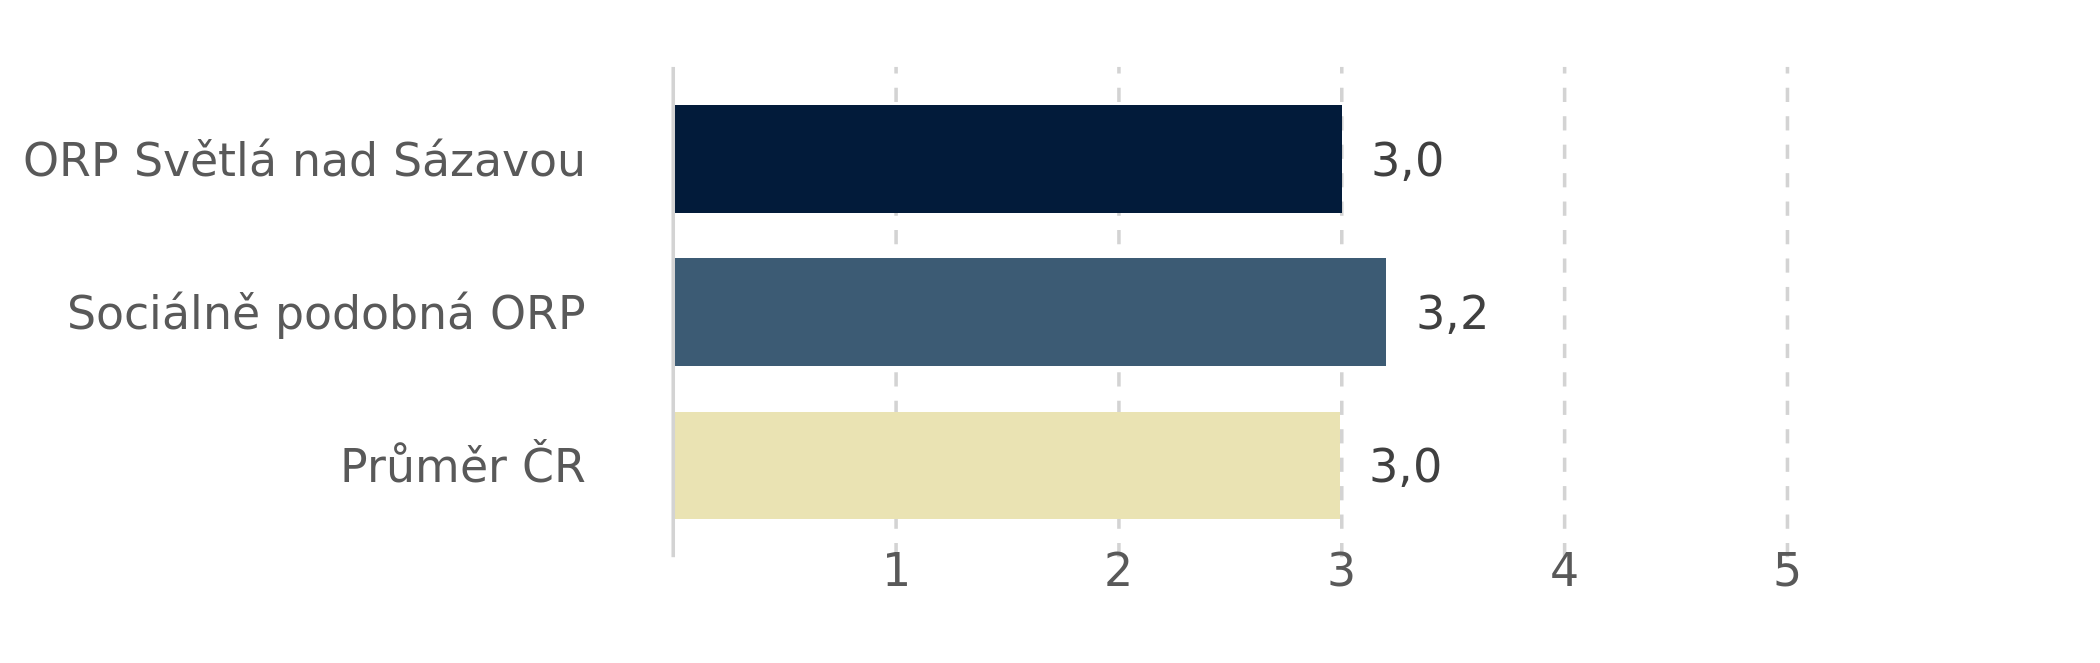 ORP Světlá nad Sázavou 3,0
Sociálně podobná ORP 3,2
Průměr ČR 3,0
1 2 3 4 5